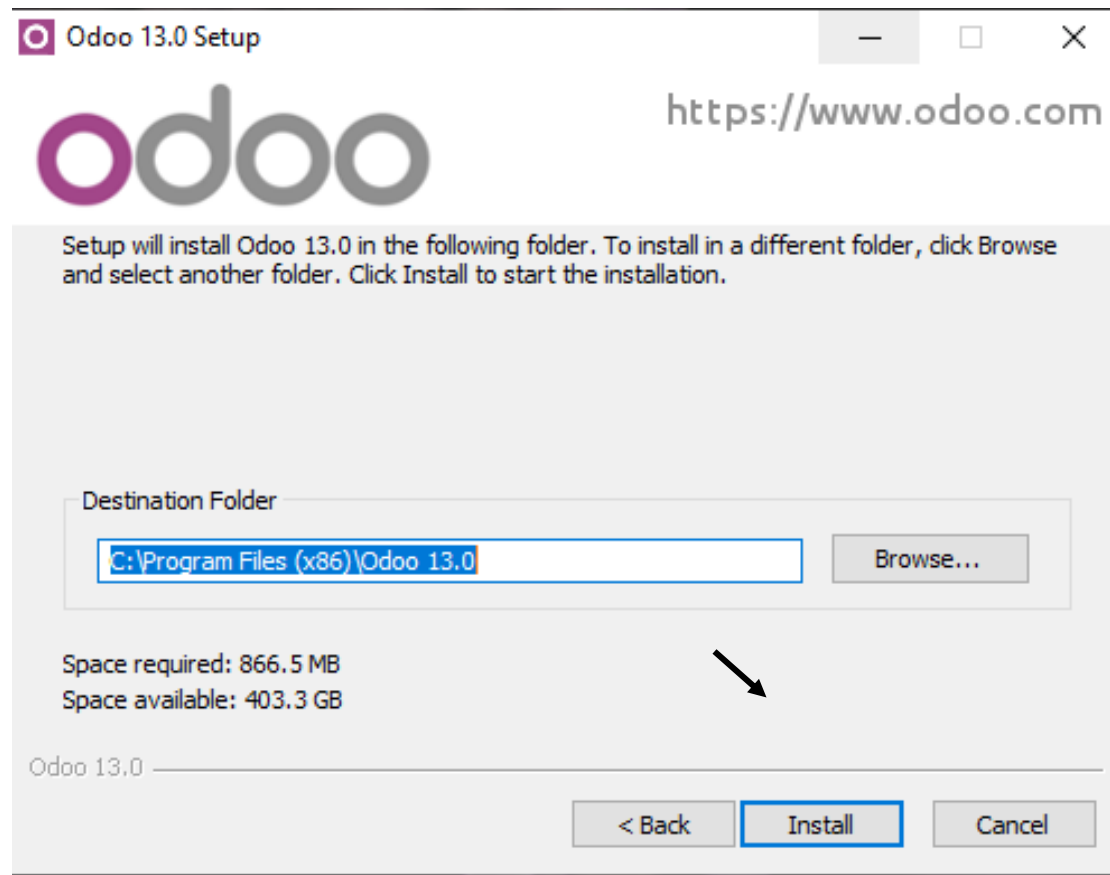 Odoo 13.0 Setup
odoo
https://www.odoo.com
Setup will install Odoo 13.0 in the following folder. To install in a different folder, click Browse
and select another folder. Click Install to start the installation.
Destination Folder
C:\Program Files (x86)\Odoo 13.0
Browse...
Space required: 866.5 MB
Space available: 403.3 GB
Odoo 13.0
< Back
Install
Cancel